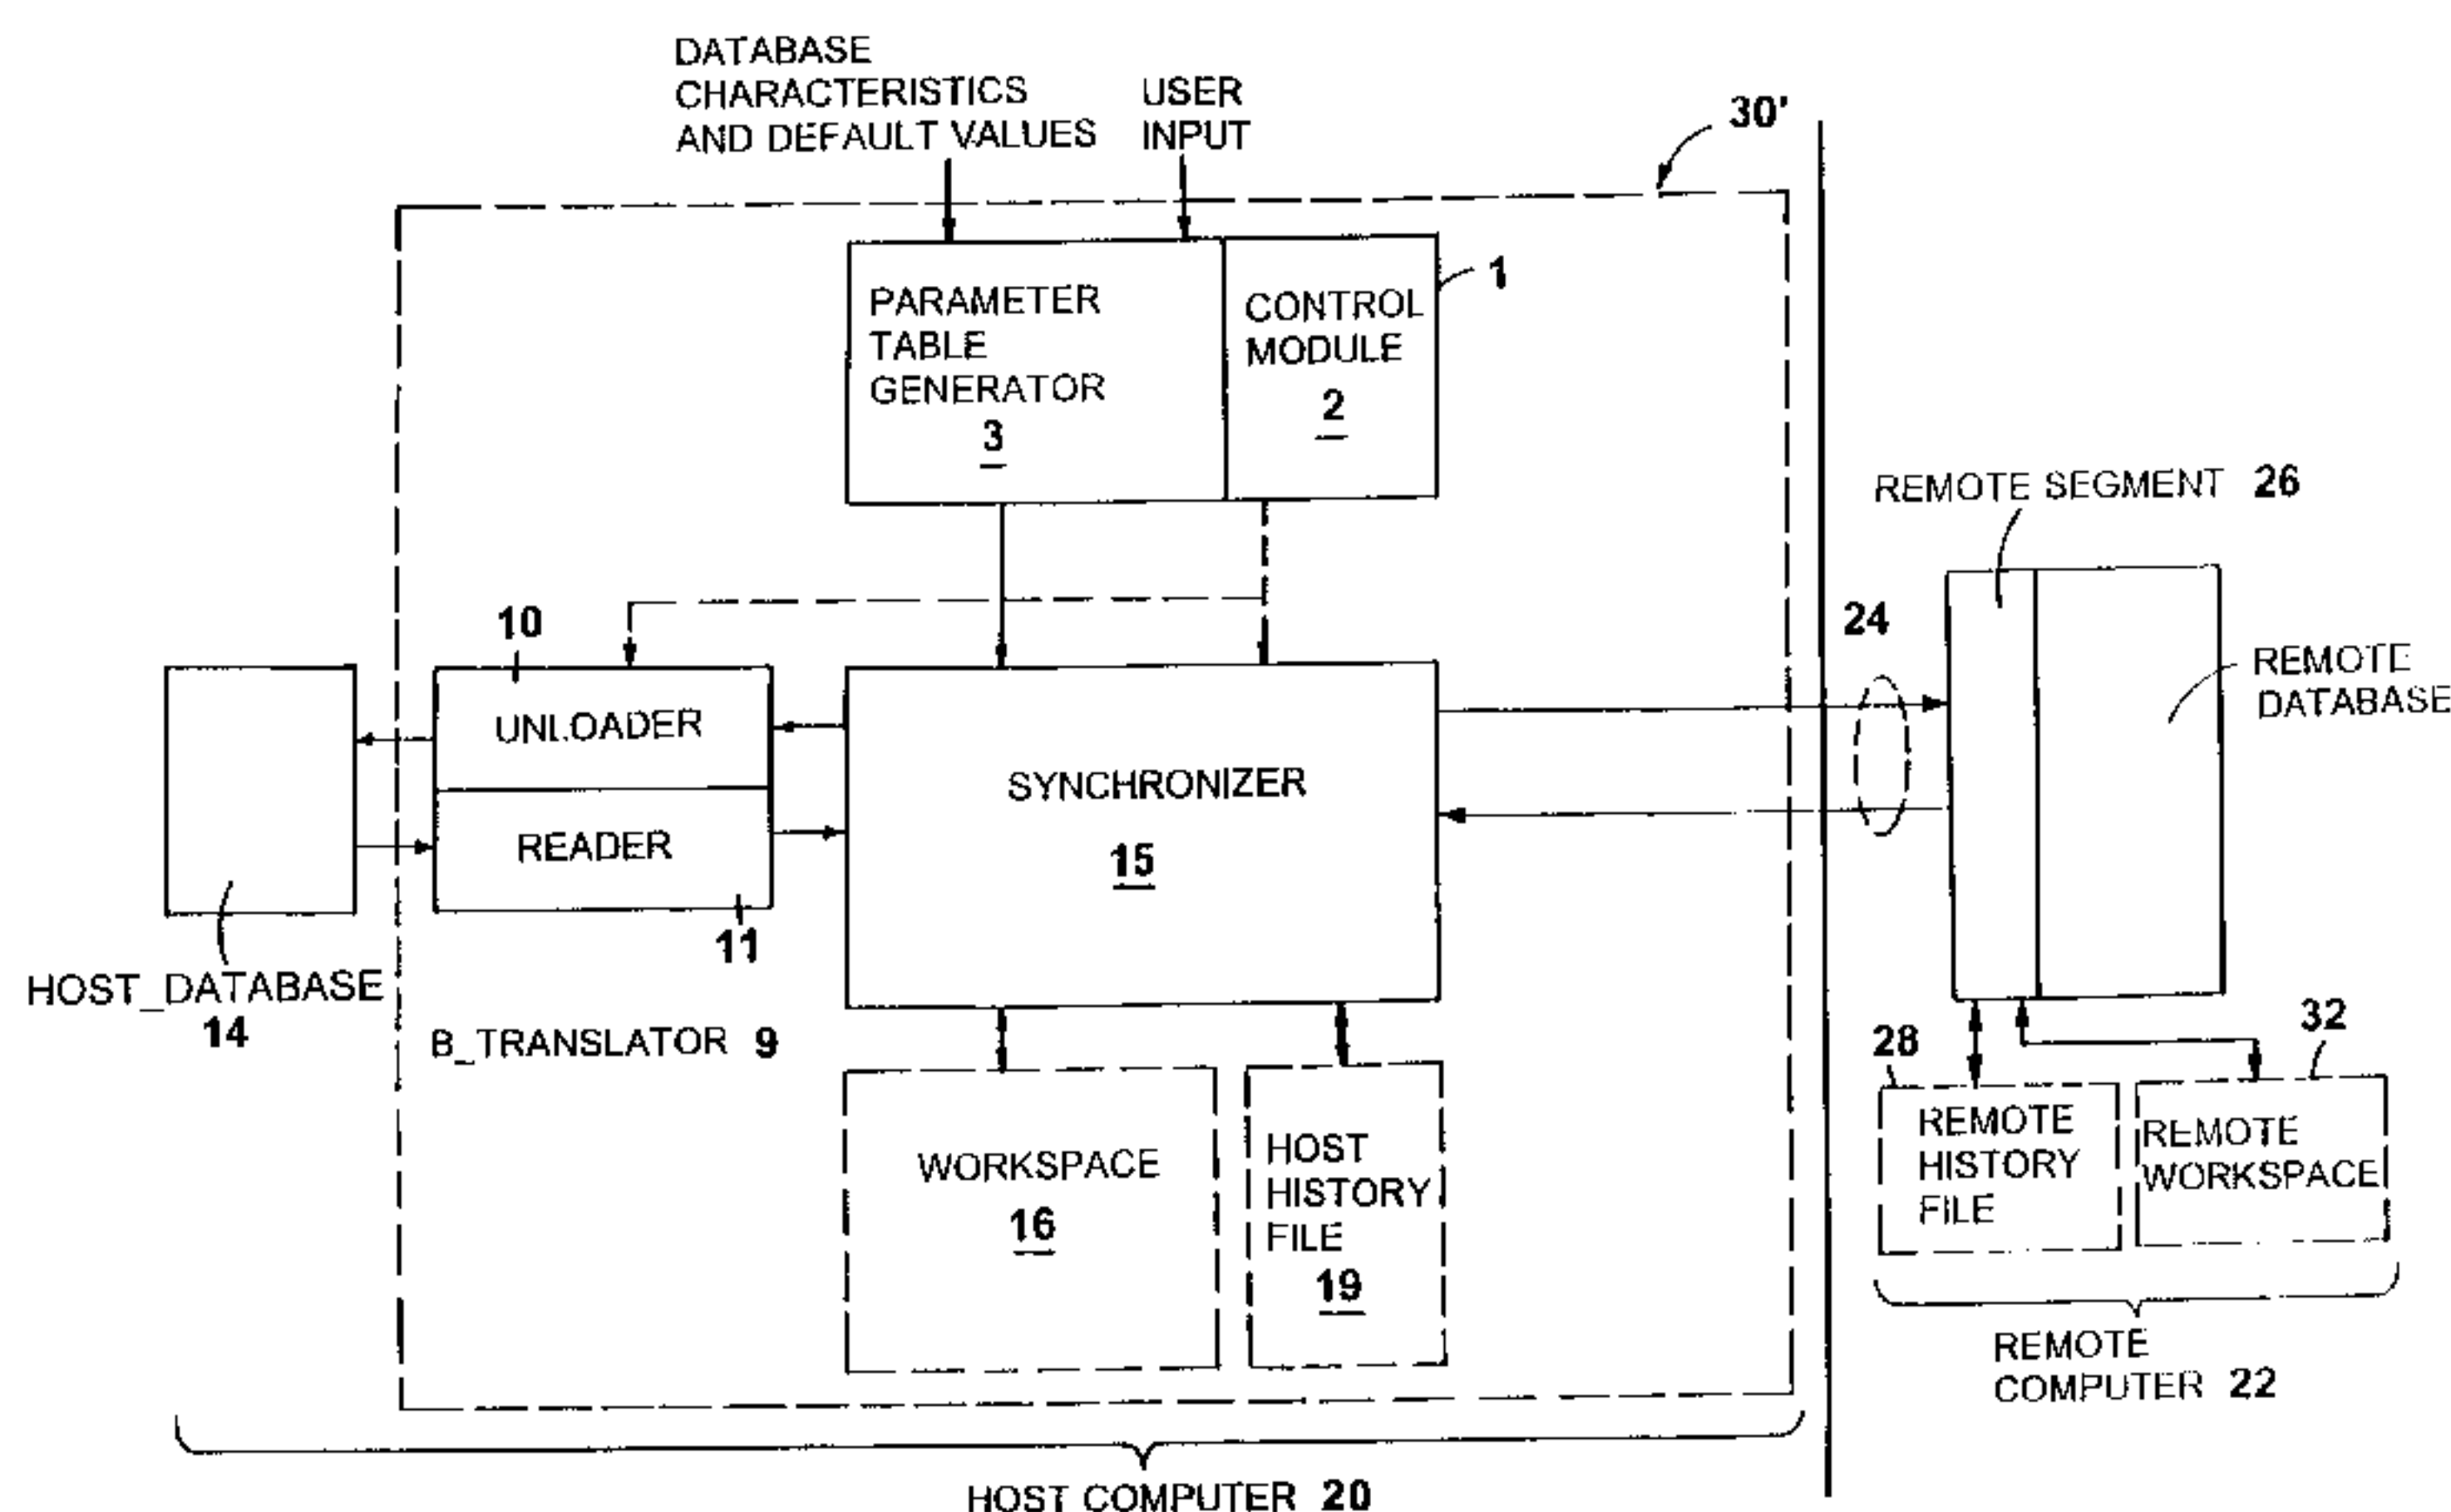 DATABASE
CHARACTERISTICS
AND DEFAULT VALUES
USER
INPUT
30'
PARAMETER
TABLE
GENERATOR
3
CONTROL
MODULE
2
1
REMOTE SEGMENT 26
10
24
UNLOADER
READER
11
SYNCHRONIZER
15
REMOTE
DATABASE
HOST_DATABASE
14
B_TRANSLATOR 9
WORKSPACE
16
HOST
HISTORY
FILE
19
28
REMOTE
HISTORY
FILE
32
REMOTE
WORKSPACE
REMOTE
COMPUTER 22
HOST COMPUTER 20